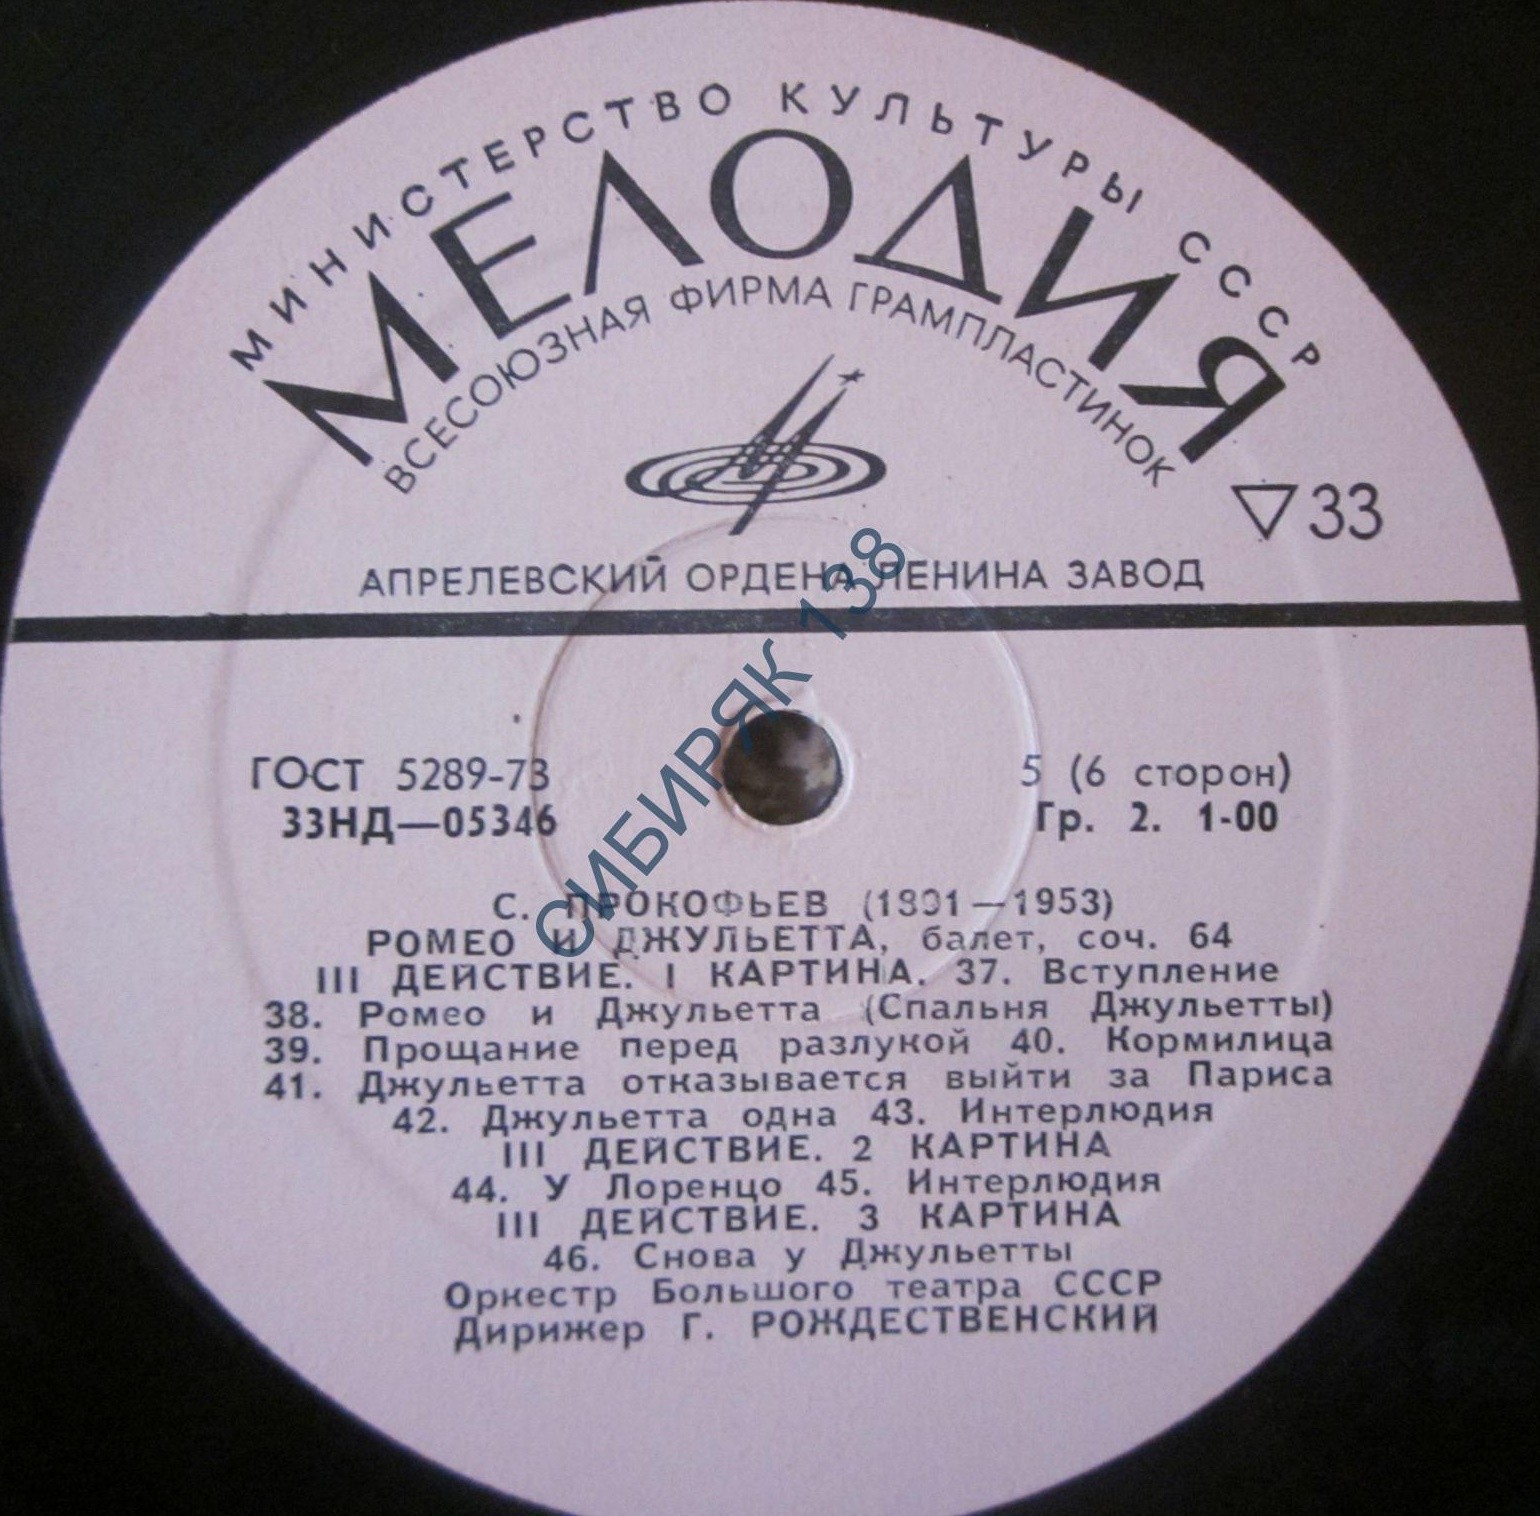 МИНИСТЕРСТВО КУЛЬТУРЫ СССР
МЕЛОДИЯ
ВСЕСОЮЗНАЯ ФИРМА ГРАМПЛАСТИНОК
▽33
АПРЕЛЕВСКИЙ ОРДЕНА ЛЕНИНА ЗАВОД
СИБИРЯК 138
ГОСТ 5289-73
5 (6 сторон)
33НД—05346
Гр. 2. 1-00
С. ПРОКОФЬЕВ (1891—1953)
РОМЕО И ДЖУЛЬЕТТА, балет, соч. 64
III ДЕЙСТВИЕ. I КАРТИНА. 37. Вступление
38. Ромео и Джульетта (Спальня Джульетты)
39. Прощание перед разлукой 40. Кормилица
41. Джульетта отказывается выйти за Париса
42. Джульетта одна 43. Интерлюдия
III ДЕЙСТВИЕ. 2 КАРТИНА
44. У Лоренцо 45. Интерлюдия
III ДЕЙСТВИЕ. 3 КАРТИНА
46. Снова у Джульетты
Оркестр Большого театра СССР
Дирижер Г. РОЖДЕСТВЕНСКИЙ